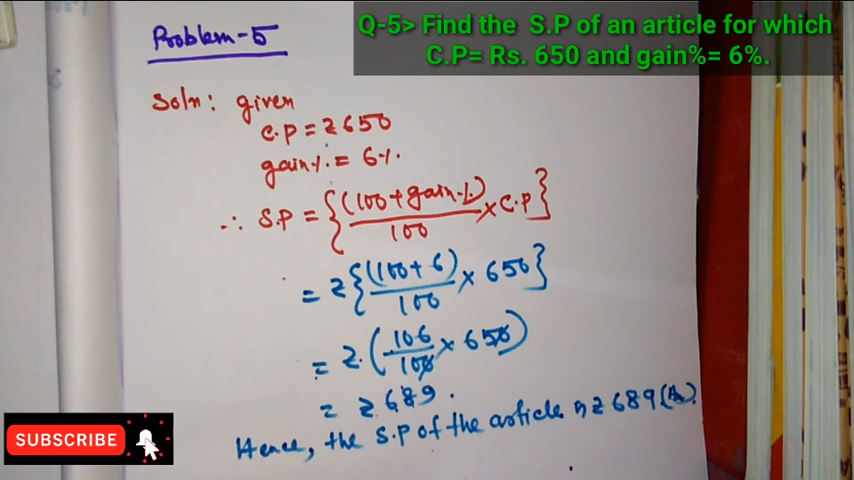 Problem-5
Q-5> Find the S.P of an article for which
C.P= Rs. 650 and gain%= 6%.
Soln: given
C.P = ₹650
gain% = 6%
∴ S.P = {(100+gain%)/100 × C.P}
= ₹{(100+6)/100 × 650}
= ₹(106/100 × 650)
= ₹689.
Hence, the S.P of the article is ₹689 (An).
SUBSCRIBE